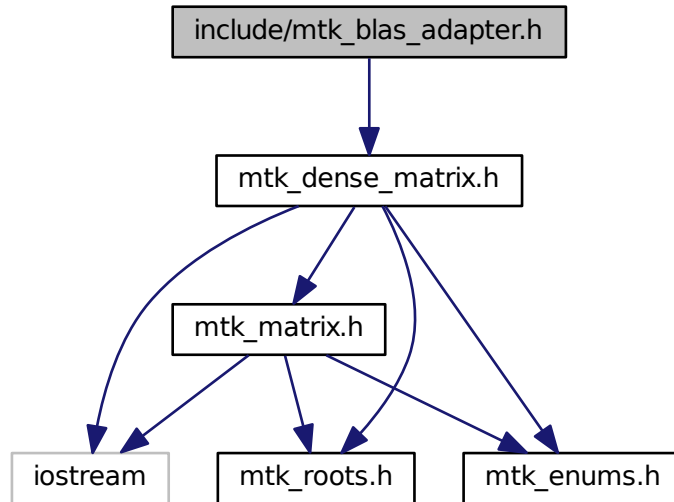 include/mtk_blas_adapter.h
mtk_dense_matrix.h
mtk_matrix.h
iostream
mtk_roots.h
mtk_enums.h